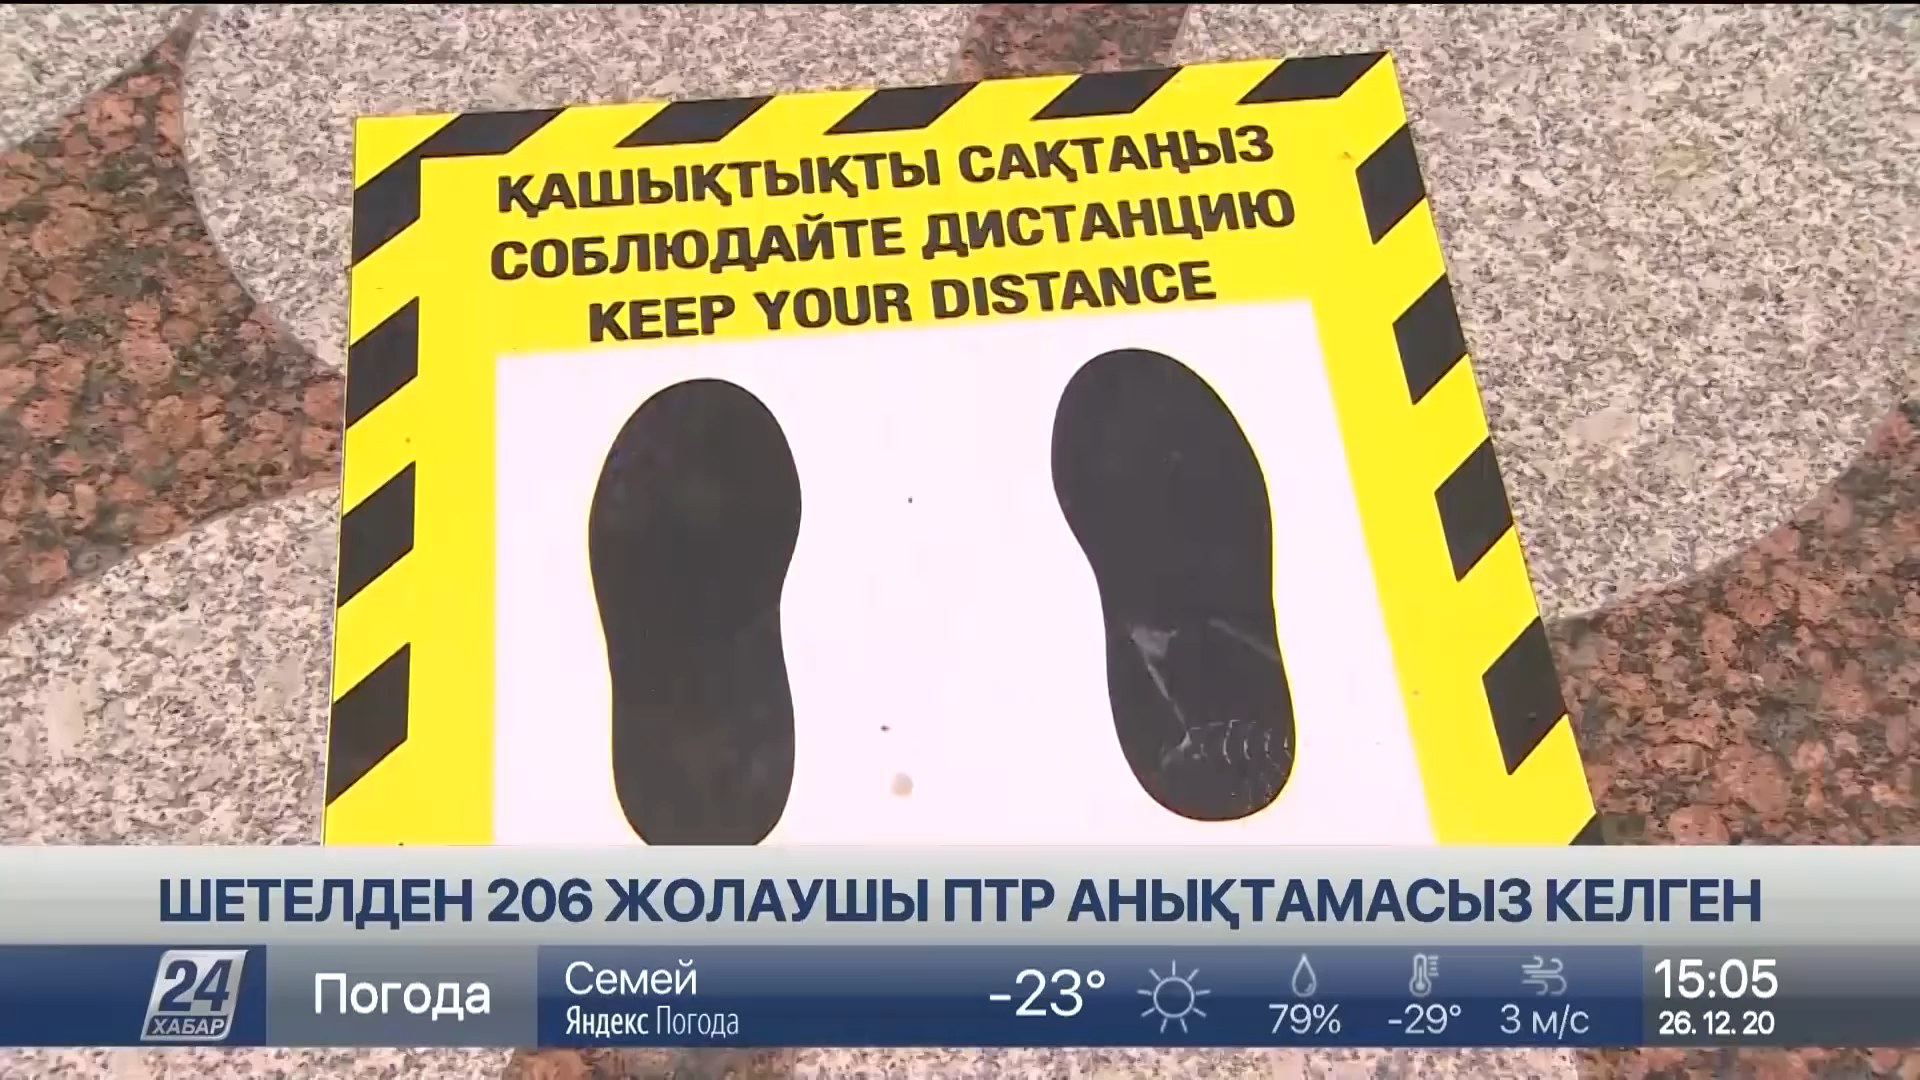 ҚАШЫҚТЫҚТЫ САҚТАҢЫЗ
СОБЛЮДАЙТЕ ДИСТАНЦИЮ
KEEP YOUR DISTANCE
ШЕТЕЛДЕН 206 ЖОЛАУШЫ ПТР АНЫҚТАМАСЫЗ КЕЛГЕН
24 ХАБАР
Погода
Семей
Яндекс Погода
-23°
79%
-29°
3 м/с
15:05
26. 12. 20